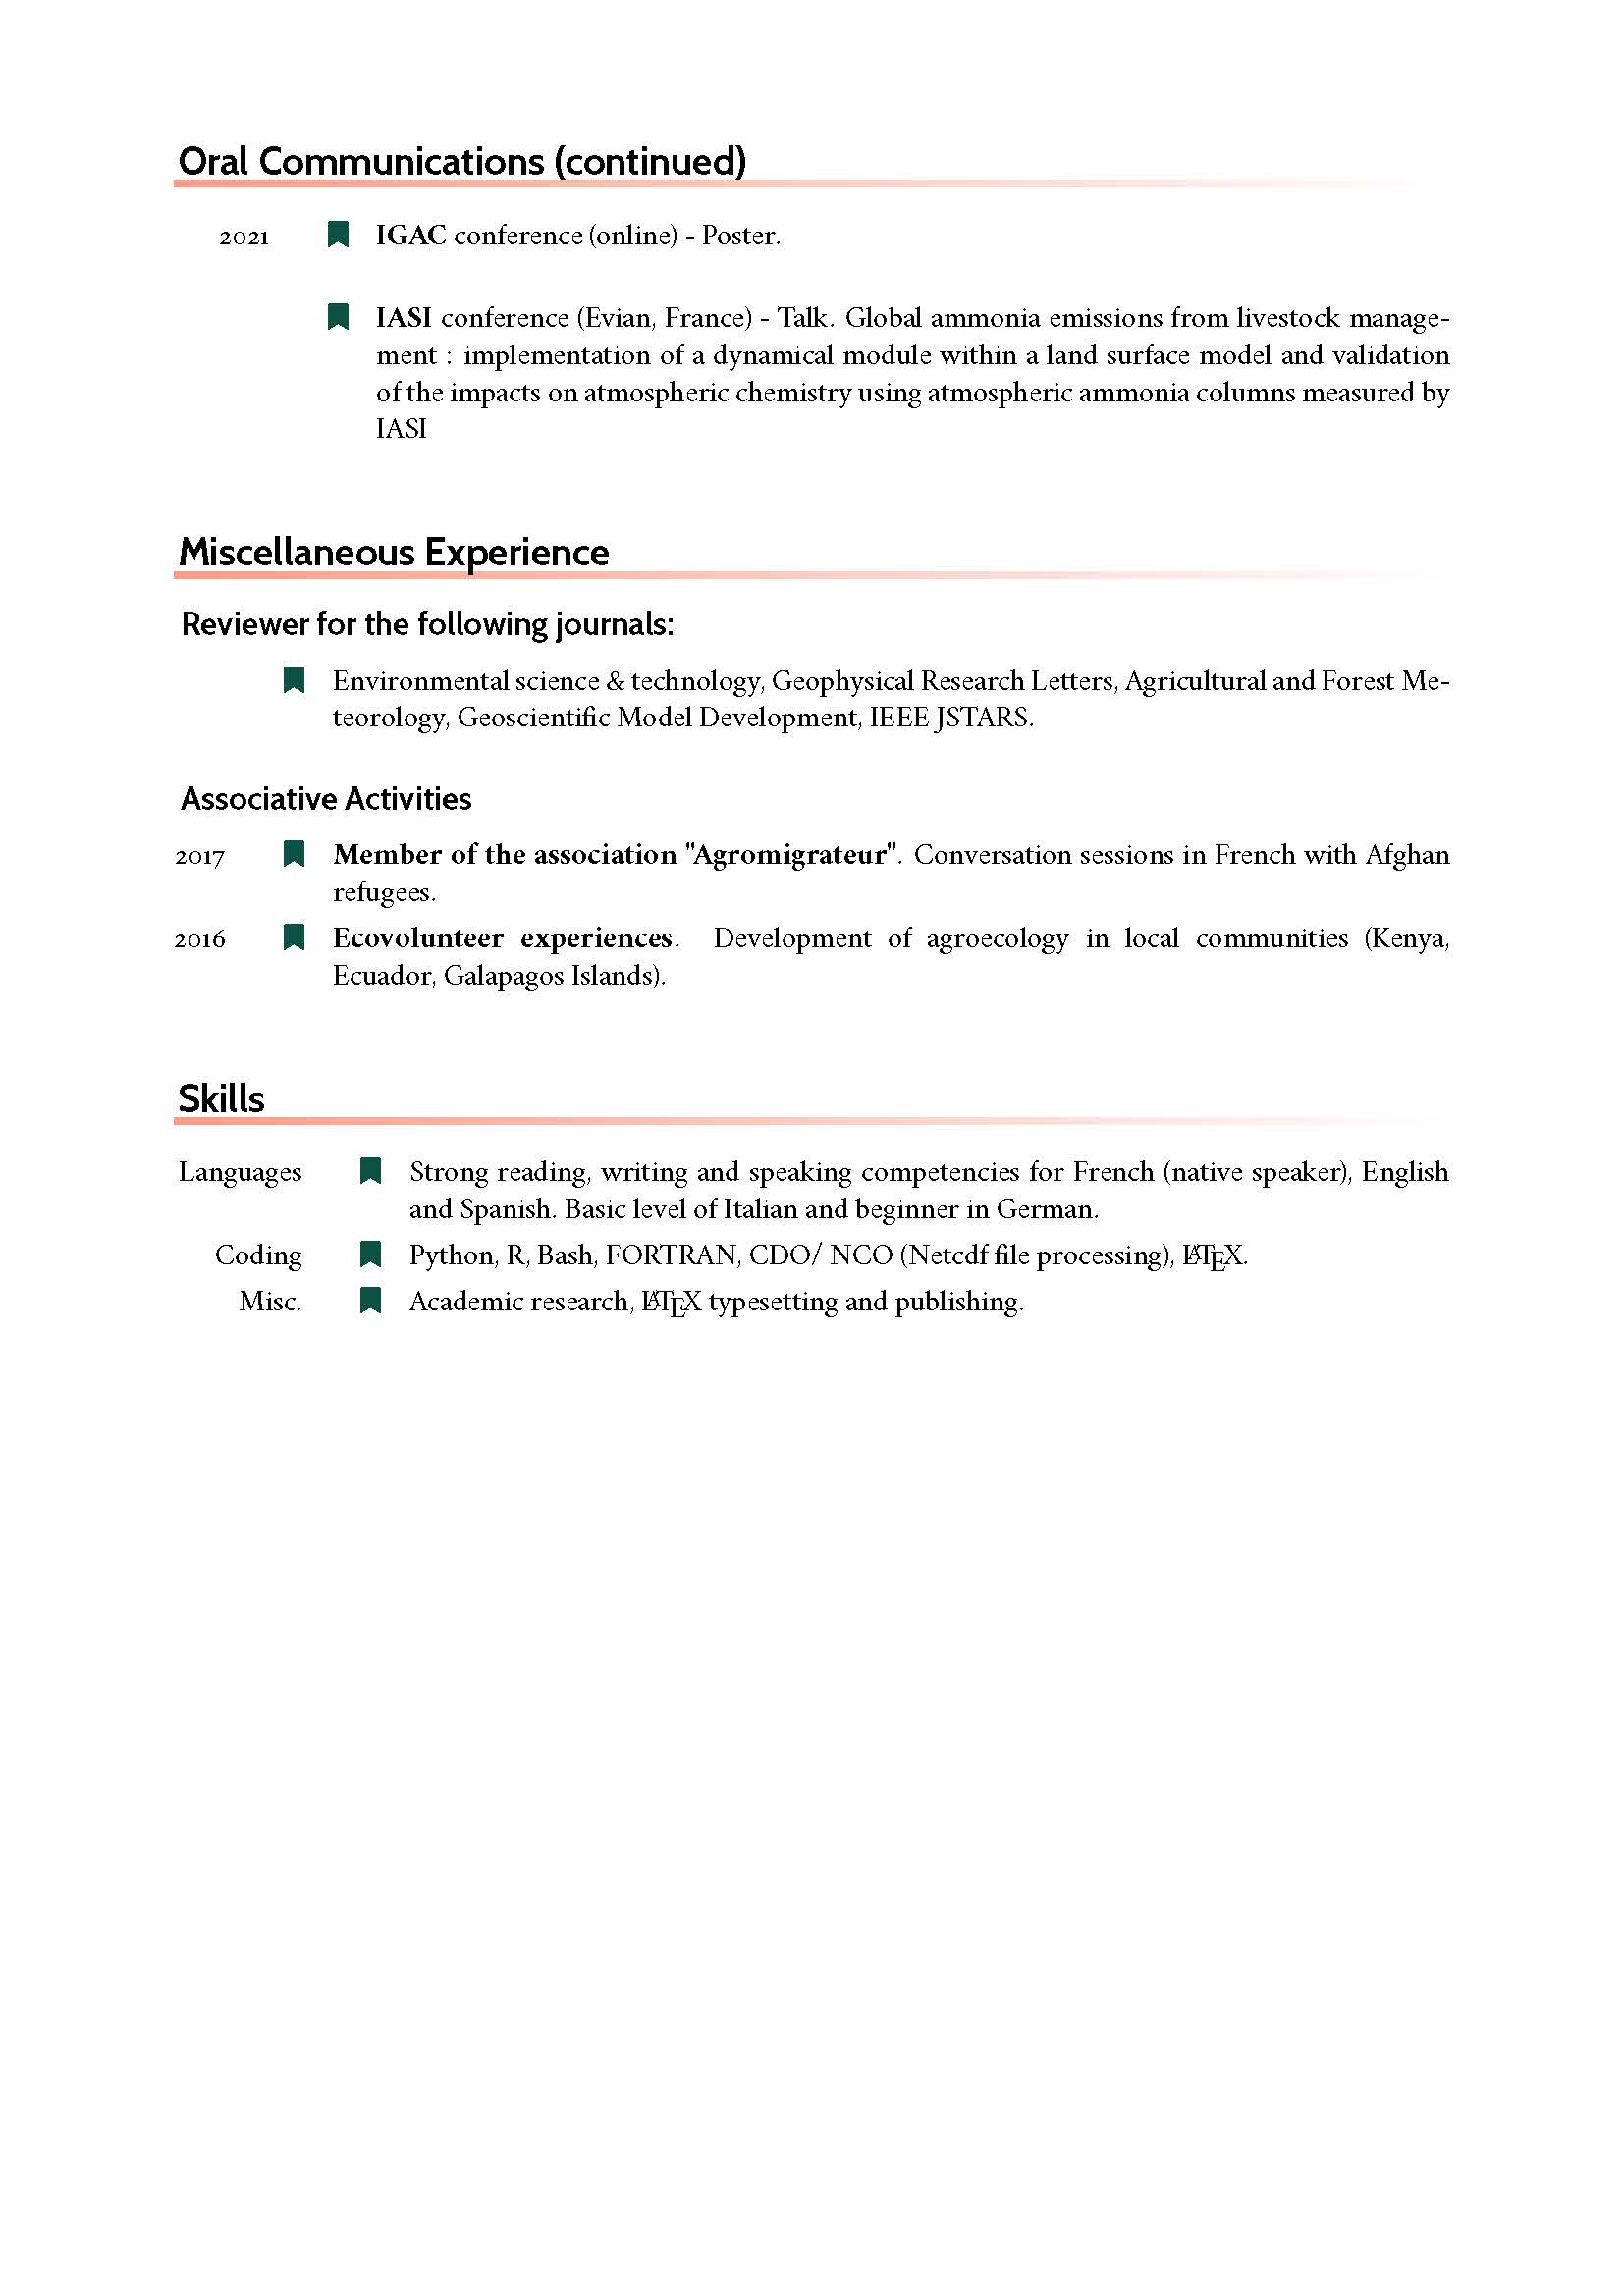 Oral Communications (continued)
2021 IGAC conference (online) - Poster.
IASI conference (Evian, France) - Talk. Global ammonia emissions from livestock manage-
ment : implementation of a dynamical module within a land surface model and validation
of the impacts on atmospheric chemistry using atmospheric ammonia columns measured by
IASI
Miscellaneous Experience
Reviewer for the following journals:
Environmental science & technology, Geophysical Research Letters, Agricultural and Forest Me-
teorology, Geoscientific Model Development, IEEE JSTARS.
Associative Activities
2017 Member of the association "Agromigrateur". Conversation sessions in French with Afghan
refugees.
2016 Ecovolunteer experiences. Development of agroecology in local communities (Kenya,
Ecuador, Galapagos Islands).
Skills
Languages Strong reading, writing and speaking competencies for French (native speaker), English
and Spanish. Basic level of Italian and beginner in German.
Coding Python, R, Bash, FORTRAN, CDO/ NCO (Netcdf file processing), LATEX.
Misc. Academic research, LATEX typesetting and publishing.